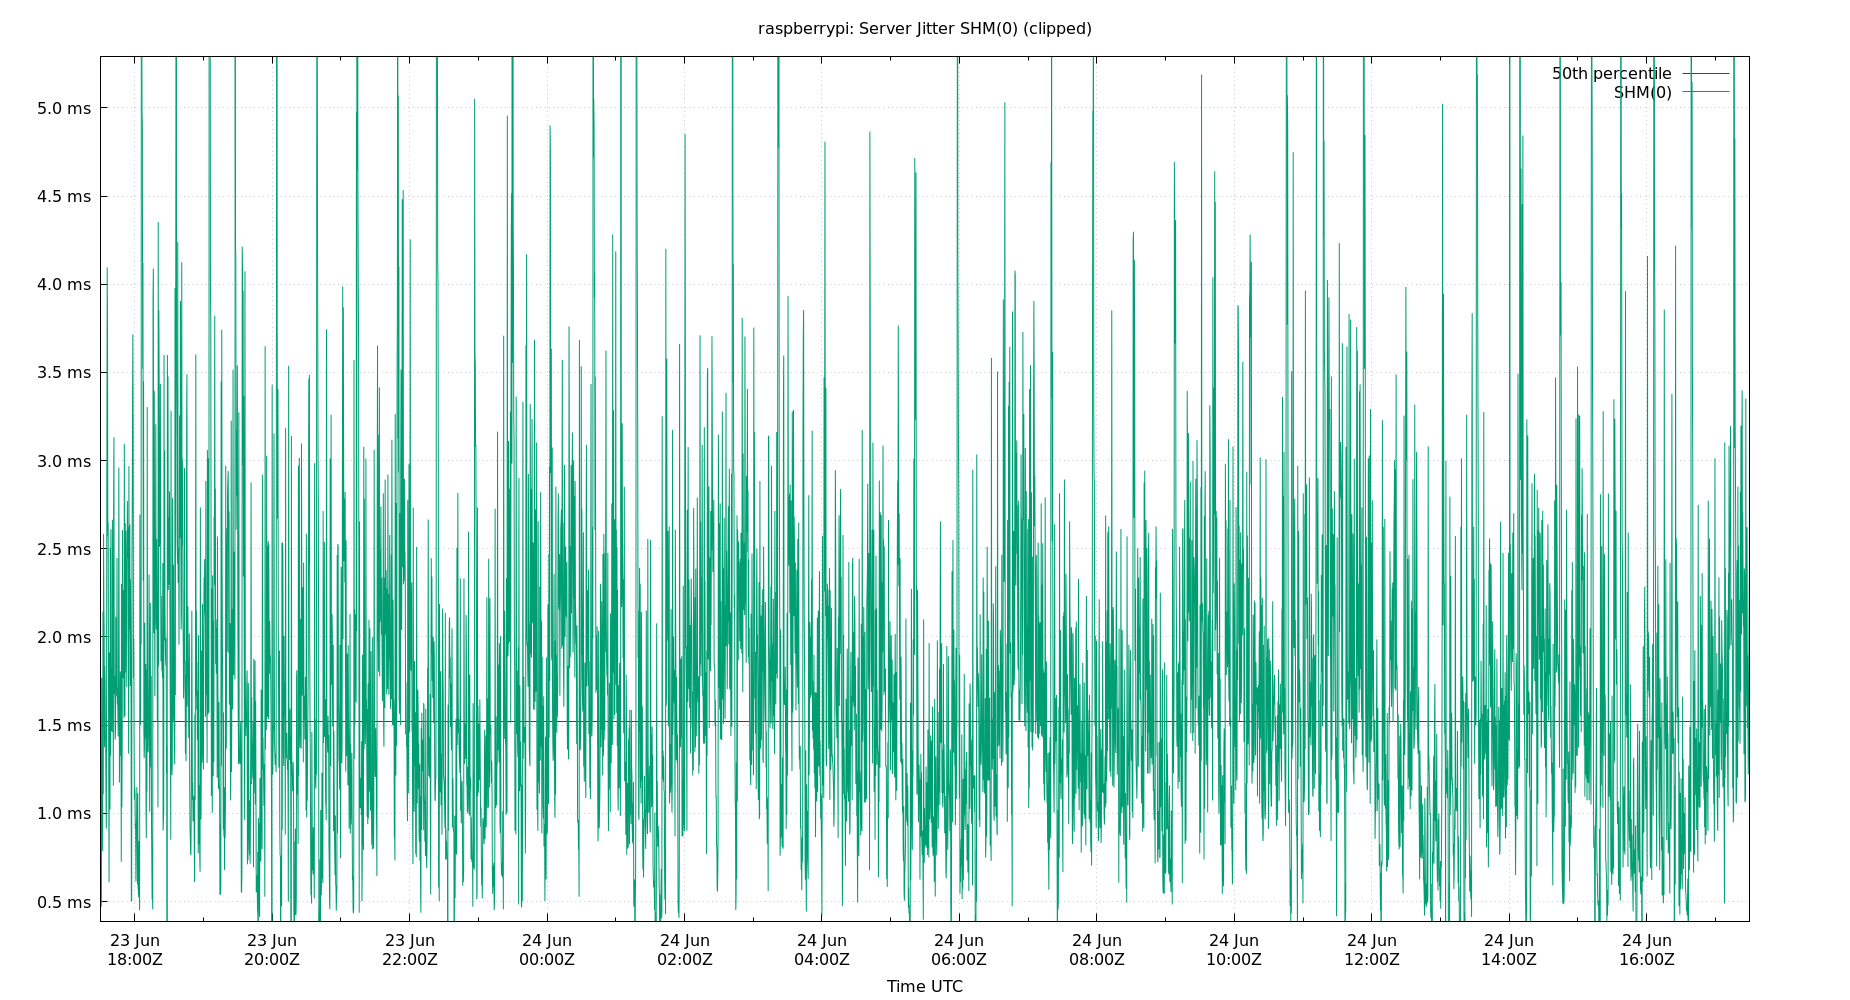 raspberrypi: Server Jitter SHM(0) (clipped)
50th percentile
SHM(0)
5.0 ms
4.5 ms
4.0 ms
3.5 ms
3.0 ms
2.5 ms
2.0 ms
1.5 ms
1.0 ms
0.5 ms
23 Jun 23 Jun 23 Jun 24 Jun 24 Jun 24 Jun 24 Jun 24 Jun 24 Jun 24 Jun 24 Jun 24 Jun
18:00Z 20:00Z 22:00Z 00:00Z 02:00Z 04:00Z 06:00Z 08:00Z 10:00Z 12:00Z 14:00Z 16:00Z
Time UTC